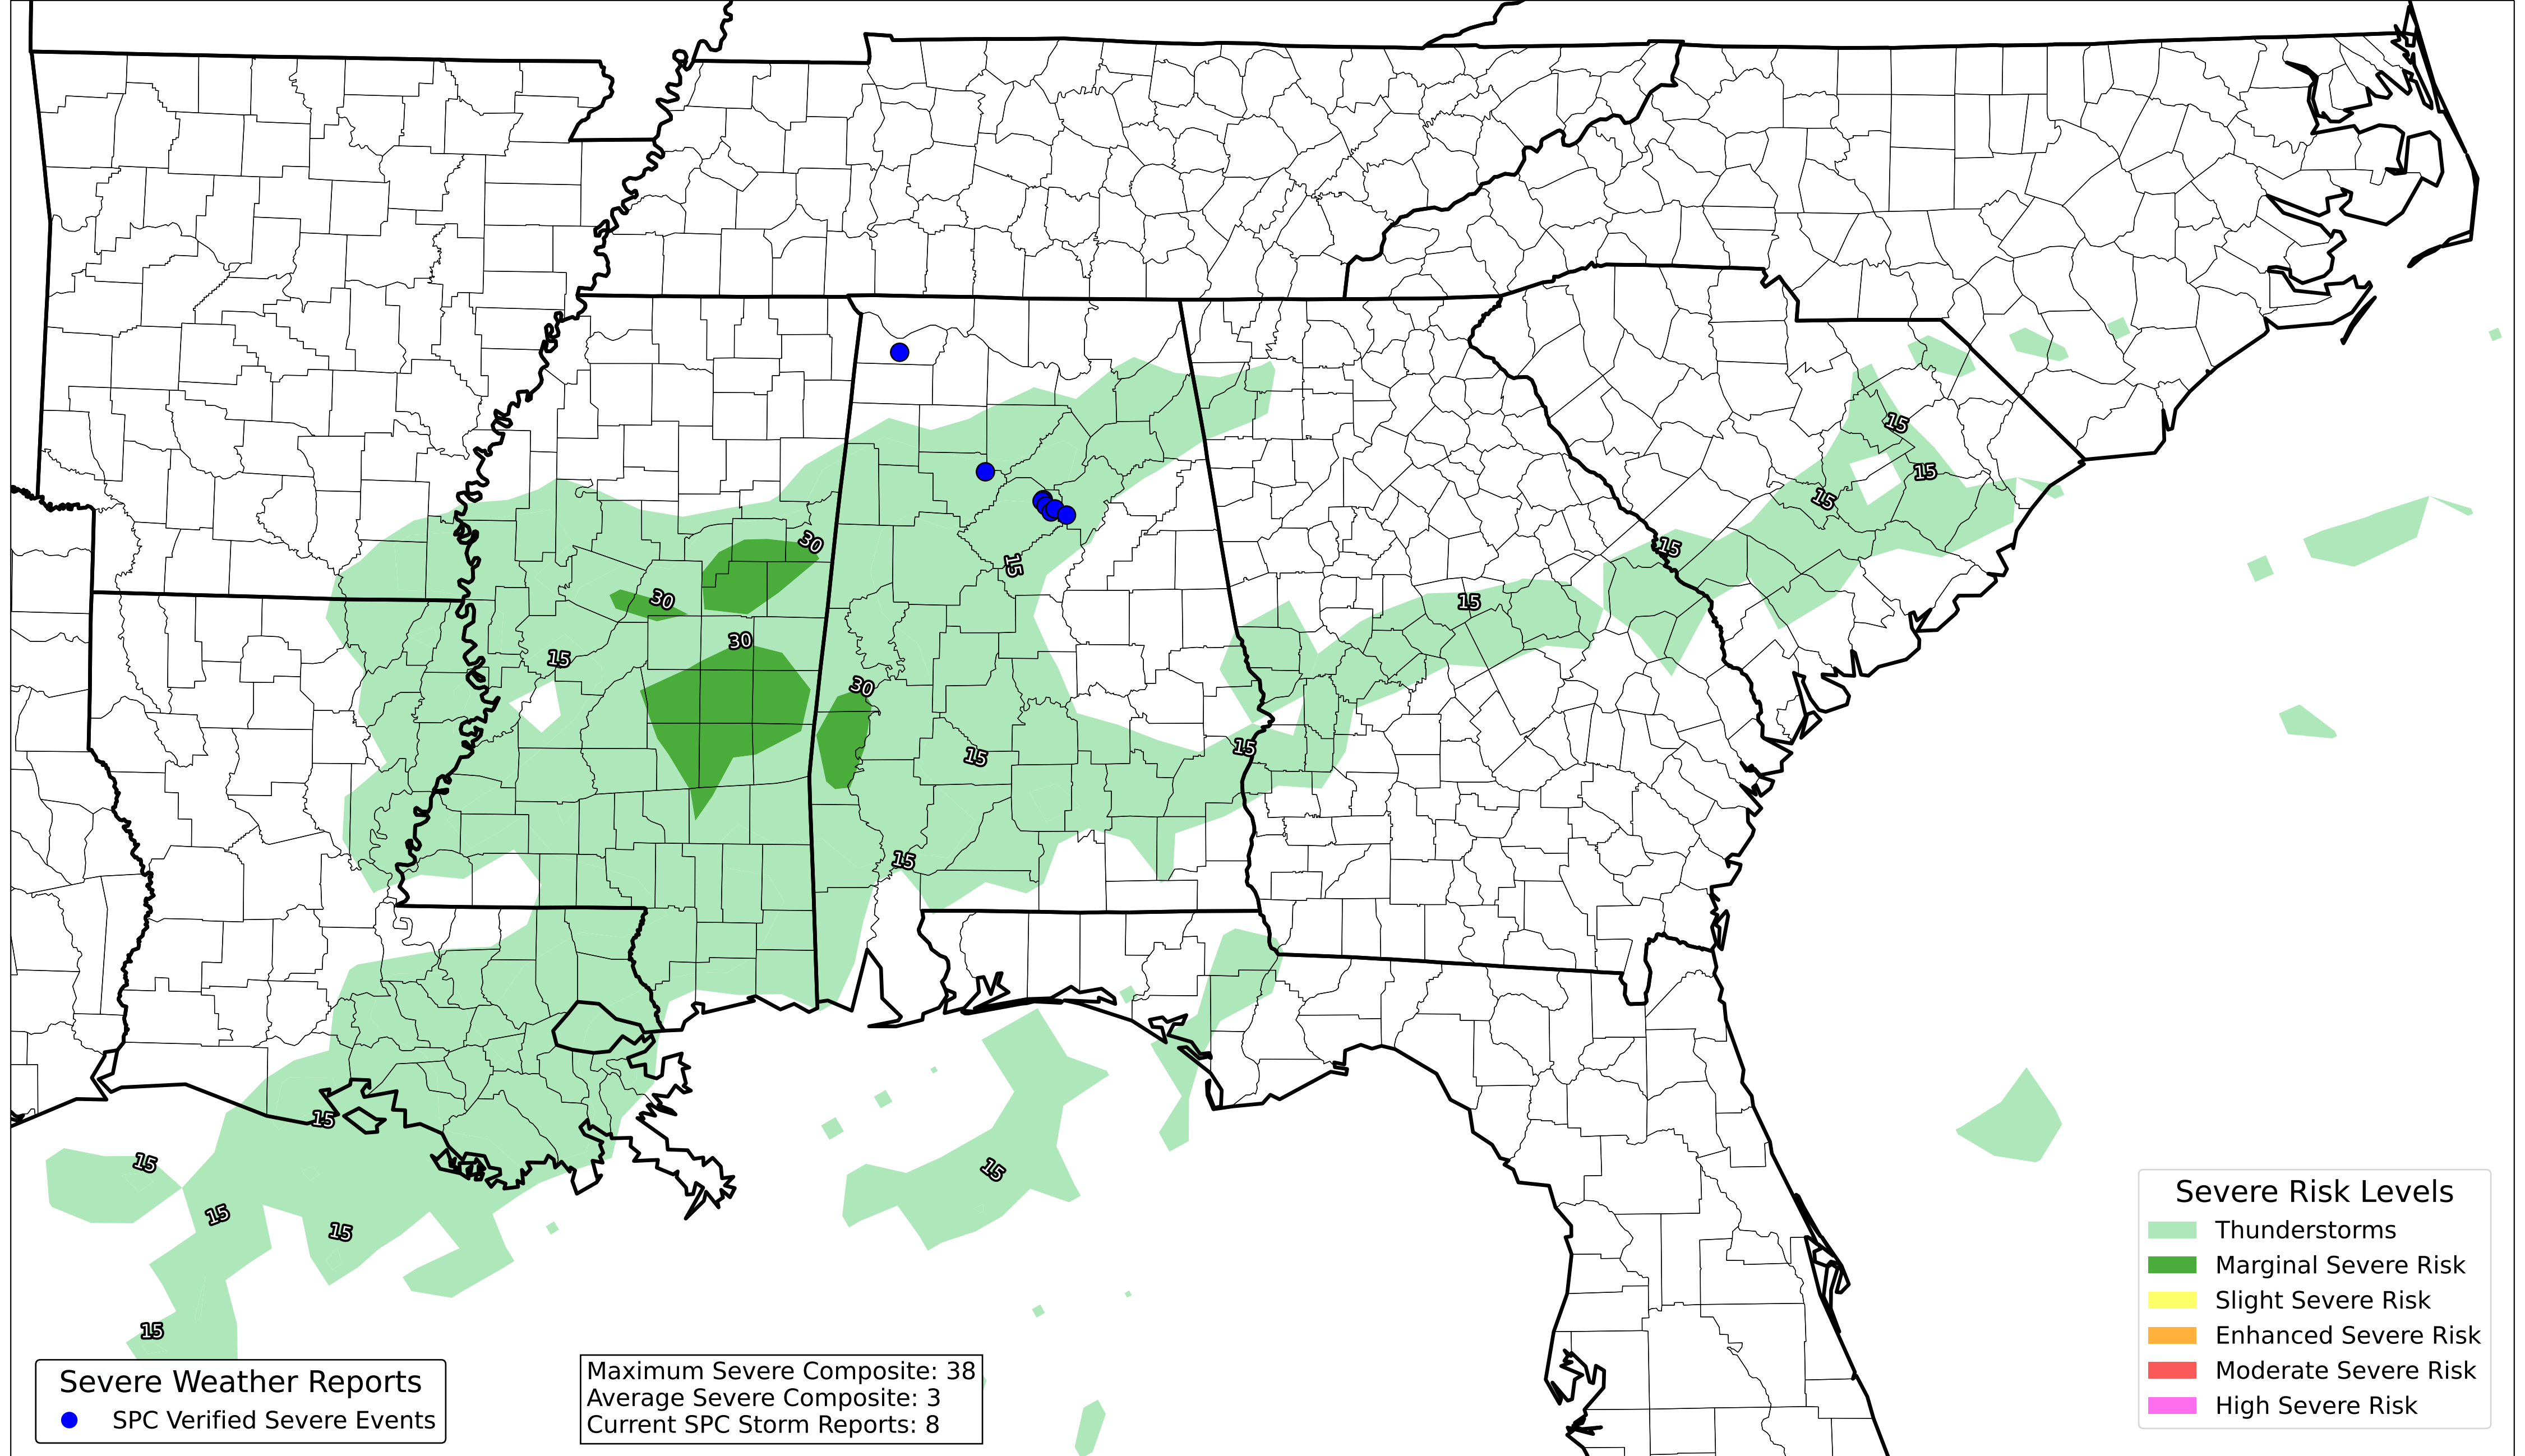 15
15
15
30
15
30
15
15
30
15
30
15
15
15
15
15
15
15
15
15
Severe Risk Levels
Thunderstorms
Marginal Severe Risk
Slight Severe Risk
Enhanced Severe Risk
Moderate Severe Risk
High Severe Risk
Severe Weather Reports
SPC Verified Severe Events
Maximum Severe Composite: 38
Average Severe Composite: 3
Current SPC Storm Reports: 8